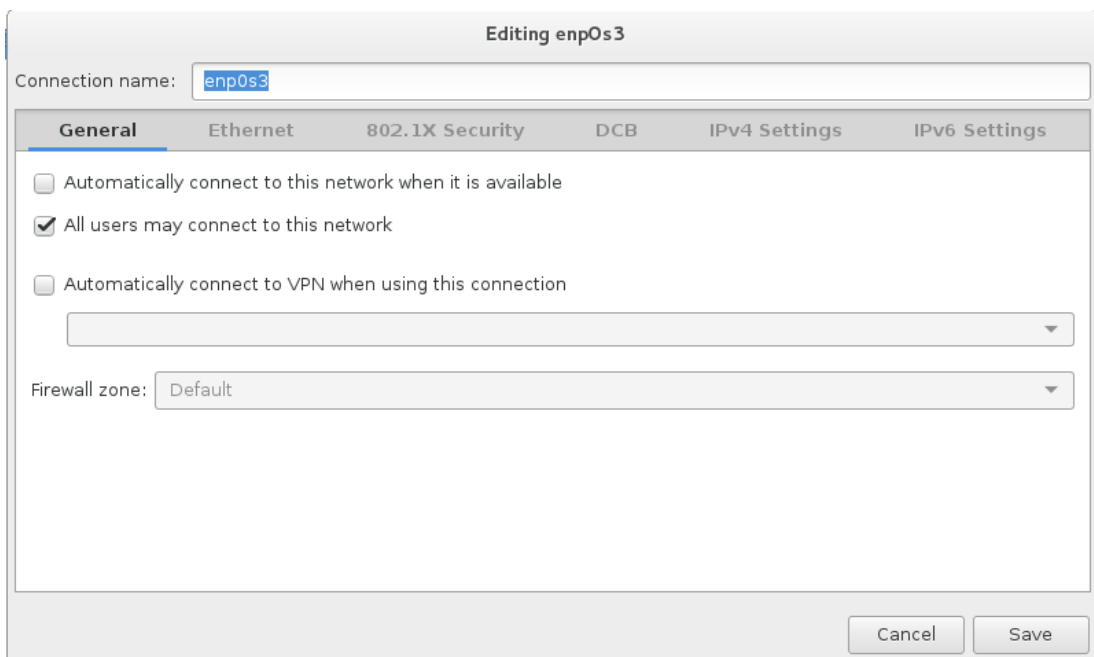 Editing enp0s3
Connection name: enp0s3
General Ethernet 802.1X Security DCB IPv4 Settings IPv6 Settings
Automatically connect to this network when it is available
All users may connect to this network
Automatically connect to VPN when using this connection
Firewall zone: Default
Cancel Save